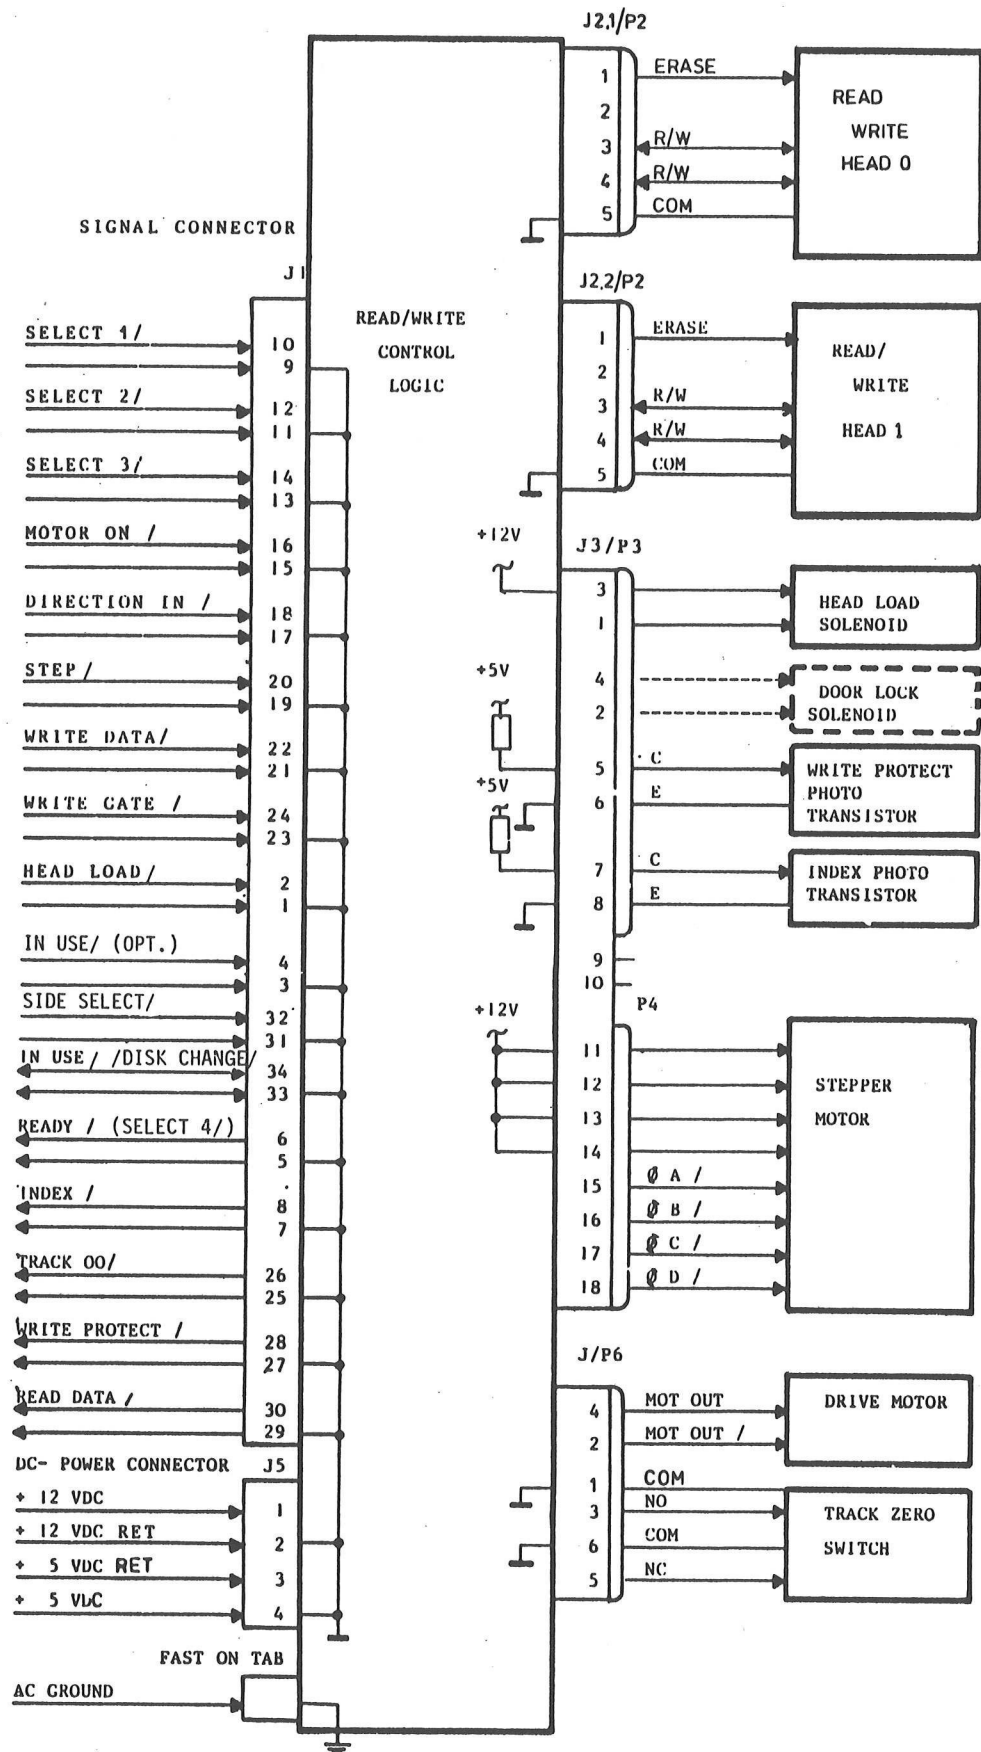 J2,1/P2
1 ERASE
2
3 R/W
4 R/W
5 COM
READ
WRITE
HEAD 0
SIGNAL CONNECTOR
J1
READ/WRITE
CONTROL
LOGIC
J2,2/P2
1 ERASE
2
3 R/W
4 R/W
5 COM
READ/
WRITE
HEAD 1
SELECT 1/
10
9
SELECT 2/
12
11
SELECT 3/
14
13
MOTOR ON /
16
15
DIRECTION IN /
18
17
STEP /
20
19
WRITE DATA/
22
21
WRITE GATE /
24
23
HEAD LOAD/
2
1
IN USE/ (OPT.)
4
3
SIDE SELECT/
32
31
IN USE/ /DISK CHANGE/
34
33
READY / (SELECT 4/)
6
5
INDEX /
8
7
TRACK OO/
26
25
WRITE PROTECT /
28
27
READ DATA /
30
29
DC- POWER CONNECTOR J5
+ 12 VDC
1
+ 12 VDC RET
2
+ 5 VDC RET
3
+ 5 VDC
4
FAST ON TAB
AC GROUND
+12V
J3/P3
3
1
HEAD LOAD
SOLENOID
+5V
4
2
DOOR LOCK
SOLENOID
+5V
5 C
6 E
WRITE PROTECT
PHOTO
TRANSISTOR
7 C
8 E
INDEX PHOTO
TRANSISTOR
9
10
P4
+12V
11
12
13
14
15 Ø A /
16 Ø B /
17 Ø C /
18 Ø D /
STEPPER
MOTOR
J/P6
4 MOT OUT
2 MOT OUT /
DRIVE MOTOR
1 COM
3 NO
6 COM
5 NC
TRACK ZERO
SWITCH